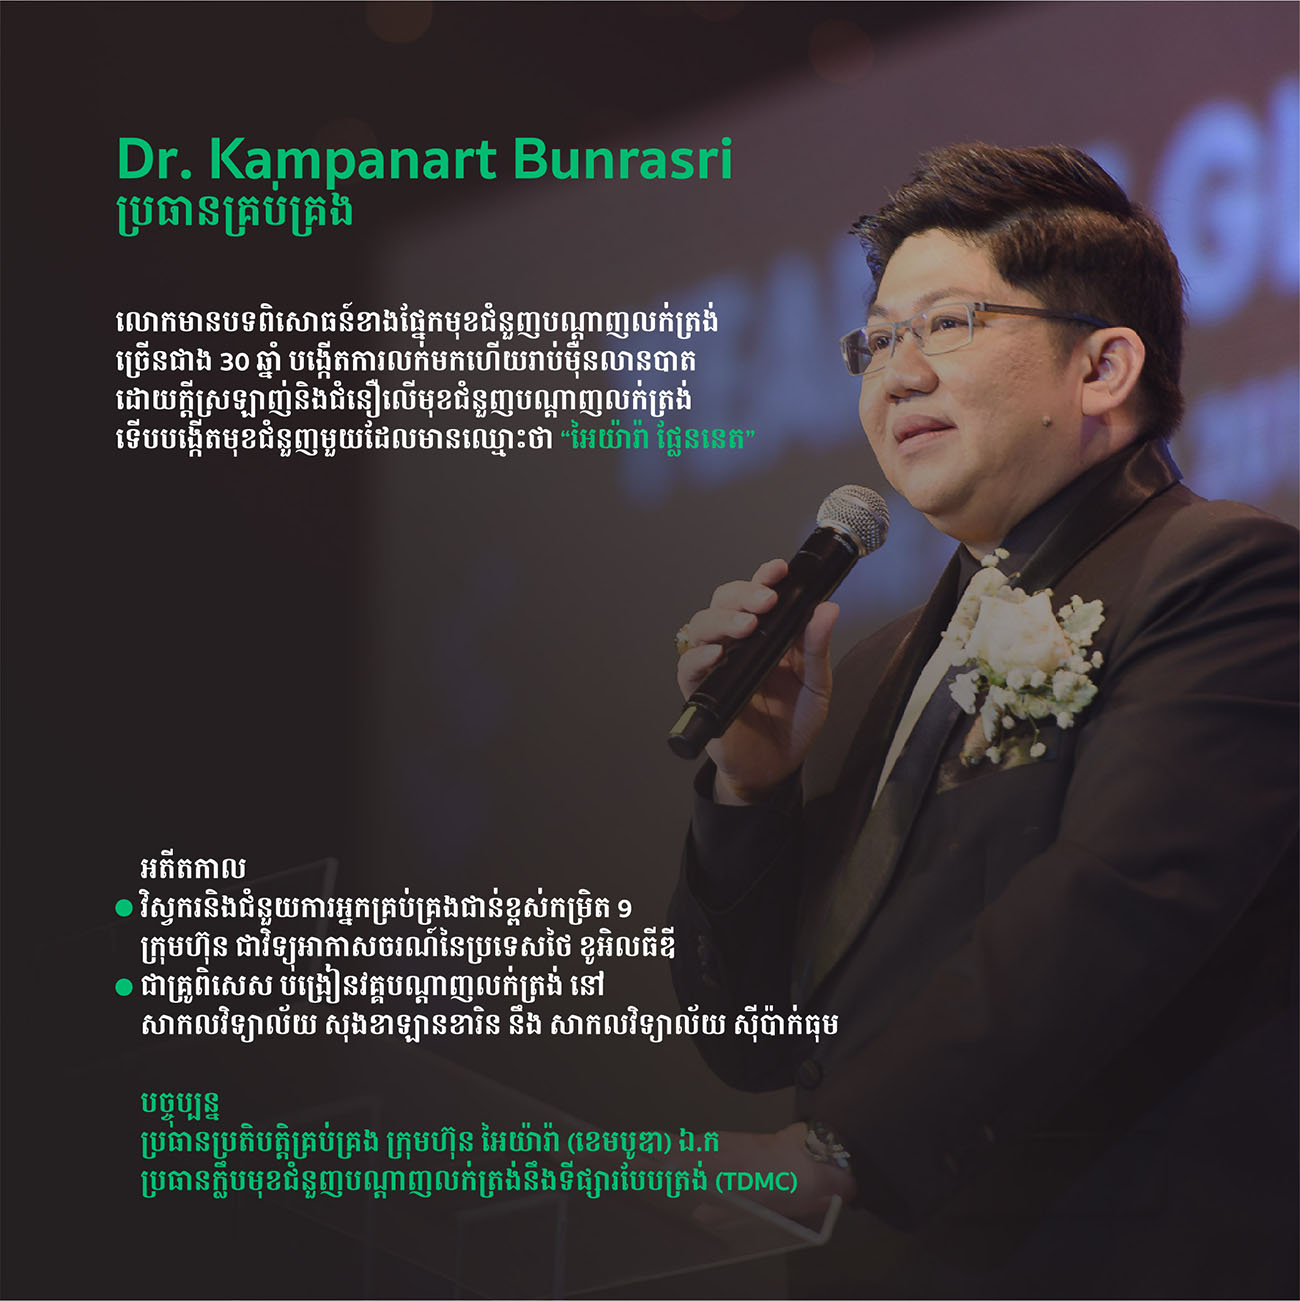 Dr. Kampanart Bunrasri
ប្រធានគ្រប់គ្រង
លោកមានបទពិសោធន៍ខាងផ្នែកមុខជំនួញបណ្តាញលក់ត្រង់
ច្រើនជាង 30 ឆ្នាំ បង្កើតការលក់មកហើយរាប់ម៉ឺនលានបាត
ដោយក្តីស្រឡាញ់និងជំនឿលើមុខជំនួញបណ្តាញលក់ត្រង់
ទើបបង្កើតមុខជំនួញមួយដែលមានឈ្មោះថា “អៃយ៉ារ៉ា ផ្លែននេត”
អតីតកាល
វិស្វករនិងជំនួយការអ្នកគ្រប់គ្រងជាន់ខ្ពស់កម្រិត 9
ក្រុមហ៊ុន ជាវិទ្យុអាកាសចរណ៍នៃប្រទេសថៃ ខូអិលធីឌី
ជាគ្រូពិសេស បង្រៀនវគ្គបណ្តាញលក់ត្រង់ នៅ
សាកលវិទ្យាល័យ សុងខាឡានខារិន នឹង សាកលវិទ្យាល័យ ស៊ីប៉ាក់ធុម
បច្ចុប្បន្ន
ប្រធានប្រតិបត្តិគ្រប់គ្រង ក្រុមហ៊ុន អៃយ៉ារ៉ា (ខេមបូឌា) ឯ.ក
ប្រធានក្លឹបមុខជំនួញបណ្តាញលក់ត្រង់នឹងទីផ្សារបែបត្រង់ (TDMC)